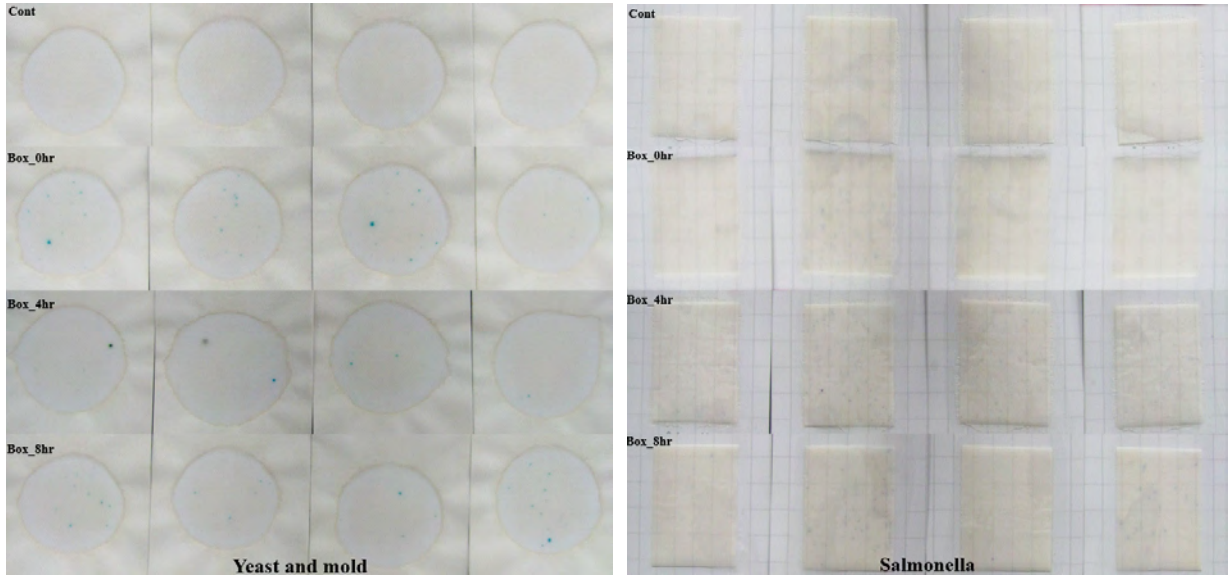 Cont
Box_0hr
Box_4hr
Box_8hr
Yeast and mold
Cont
Box_0hr
Box_4hr
Box_8hr
Salmonella